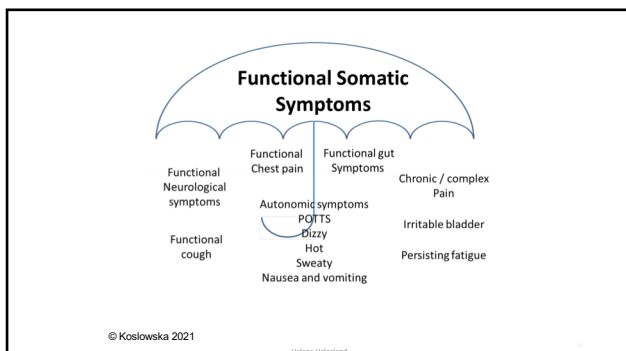 Functional Somatic
Symptoms
Functional
Neurological
symptoms
Functional
cough
Functional
Chest pain
Autonomic symptoms
POTTS
Dizzy
Hot
Sweaty
Nausea and vomiting
Functional gut
Symptoms
Chronic / complex
Pain
Irritable bladder
Persisting fatigue
© Koslowska 2021